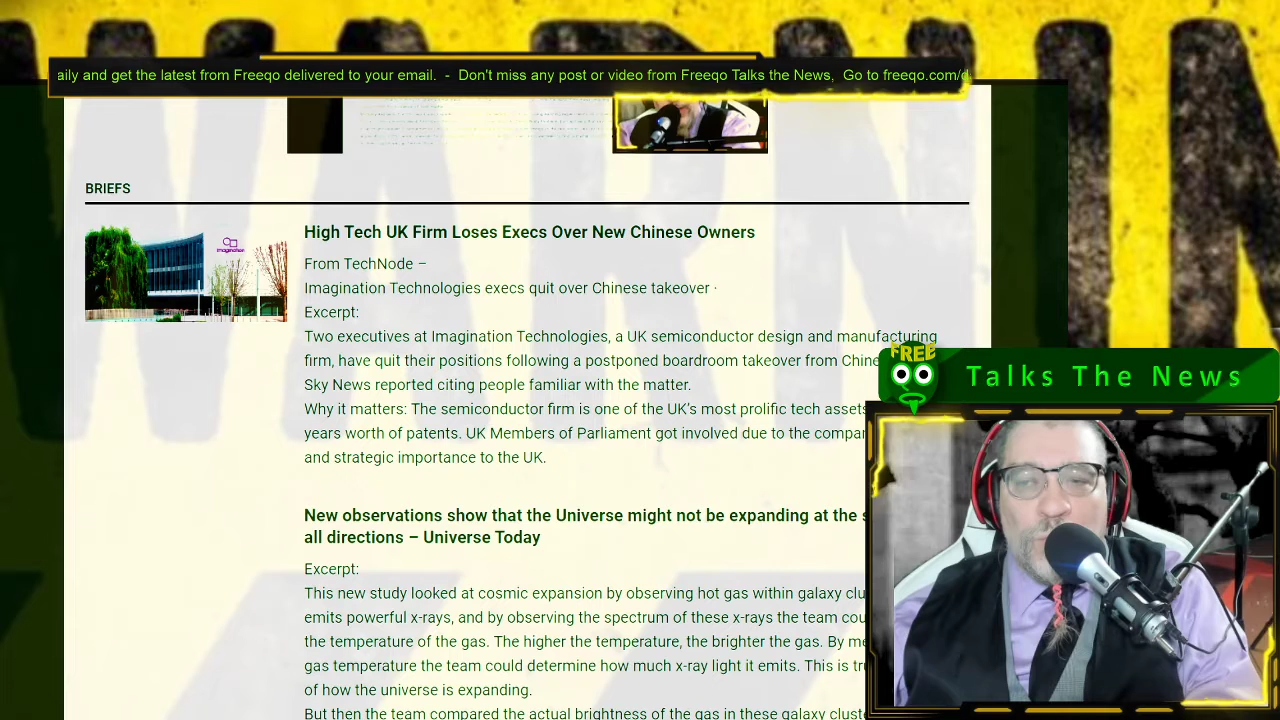 aily and get the latest from Freeqo delivered to your email. - Don't miss any post or video from Freeqo Talks the News, Go to freeqo.com/d
BRIEFS
imagination
High Tech UK Firm Loses Execs Over New Chinese Owners
From TechNode –
Imagination Technologies execs quit over Chinese takeover ·
Excerpt:
Two executives at Imagination Technologies, a UK semiconductor design and manufacturing
firm, have quit their positions following a postponed boardroom takeover from
Sky News reported citing people familiar with the matter.
Why it matters: The semiconductor firm is one of the UK's most prolific tech assets
years worth of patents. UK Members of Parliament got involved due to the
and strategic importance to the UK.
New observations show that the Universe might not be expanding at the
all directions – Universe Today
Excerpt:
This new study looked at cosmic expansion by observing hot gas within galaxy
emits powerful x-rays, and by observing the spectrum of these x-rays the team
the temperature of the gas. The higher the temperature, the brighter the gas. By
gas temperature the team could determine how much x-ray light it emits. This is
of how the universe is expanding.
But then the team compared the actual brightness of the gas in these galaxy
FREE
Talks The News